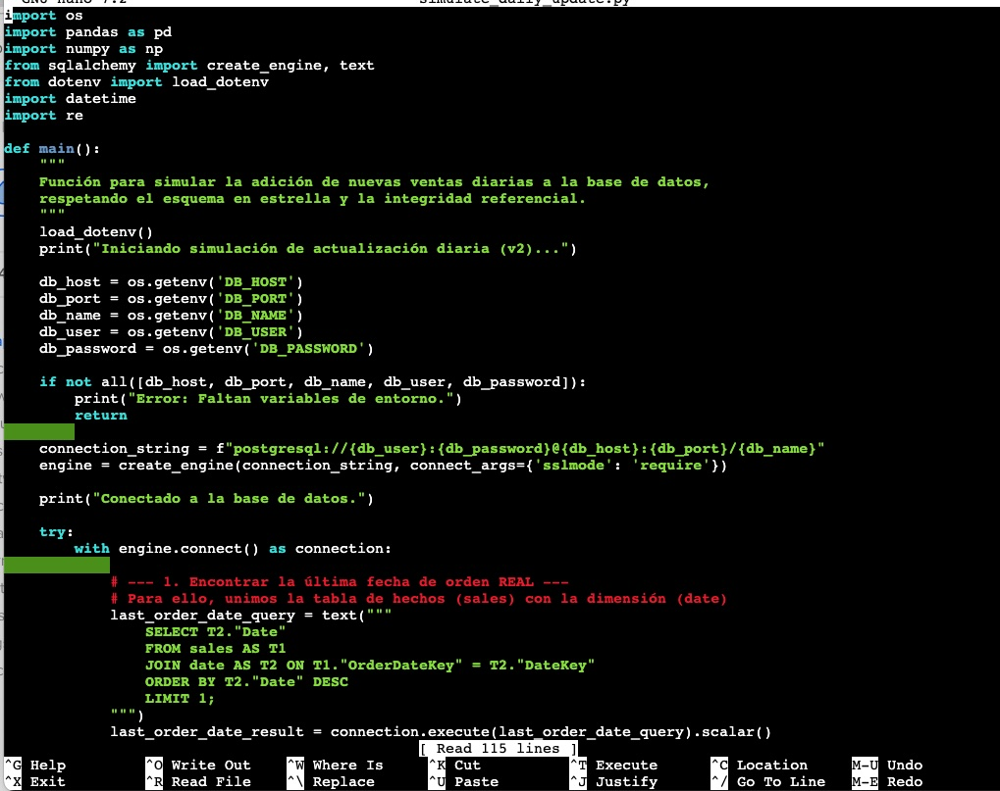 GNU nano 7.2 simulate_daily_update.py
import os
import pandas as pd
import numpy as np
from sqlalchemy import create_engine, text
from dotenv import load_dotenv
import datetime
import re

def main():
    """
    Función para simular la adición de nuevas ventas diarias a la base de datos,
    respetando el esquema en estrella y la integridad referencial.
    """
    load_dotenv()
    print("Iniciando simulación de actualización diaria (v2)...")

    db_host = os.getenv('DB_HOST')
    db_port = os.getenv('DB_PORT')
    db_name = os.getenv('DB_NAME')
    db_user = os.getenv('DB_USER')
    db_password = os.getenv('DB_PASSWORD')

    if not all([db_host, db_port, db_name, db_user, db_password]):
        print("Error: Faltan variables de entorno.")
        return

    connection_string = f"postgresql://{db_user}:{db_password}@{db_host}:{db_port}/{db_name}"
    engine = create_engine(connection_string, connect_args={'sslmode': 'require'})

    print("Conectado a la base de datos.")

    try:
        with engine.connect() as connection:

            # --- 1. Encontrar la última fecha de orden REAL ---
            # Para ello, unimos la tabla de hechos (sales) con la dimensión (date)
            last_order_date_query = text("""
                SELECT T2."Date"
                FROM sales AS T1
                JOIN date AS T2 ON T1."OrderDateKey" = T2."DateKey"
                ORDER BY T2."Date" DESC
                LIMIT 1;
            """)
            last_order_date_result = connection.execute(last_order_date_query).scalar()
[ Read 115 lines ]
^G Help ^O Write Out ^W Where Is ^K Cut ^T Execute ^C Location M-U Undo
^X Exit ^R Read File ^\ Replace ^U Paste ^J Justify ^/ Go To Line M-E Redo